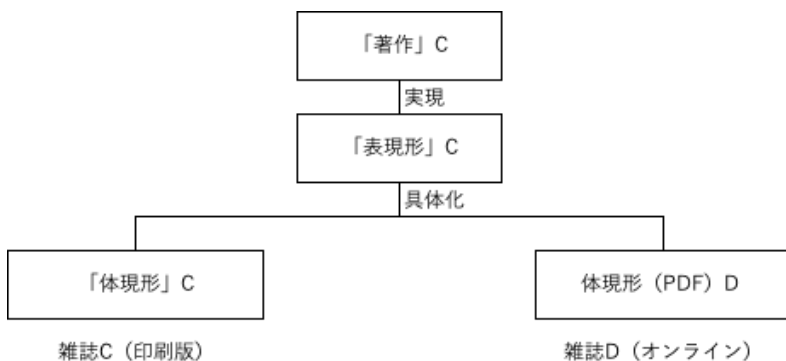 「著作」C
実現
「表現形」C
具体化
「体現形」C
体現形（PDF）D
雑誌C（印刷版）
雑誌D（オンライン）